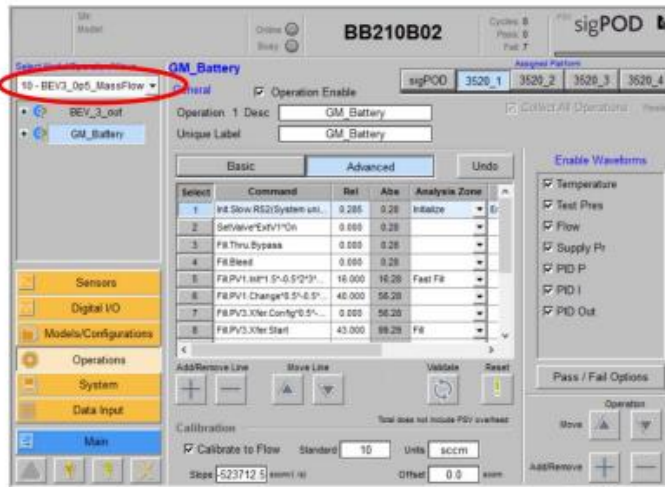 SN:
Model:
Online
Busy
BB210B02
Cycles 8
Pass 0
Fail 7
sigPOD
10 - BEV3_0p5_MassFlow
BEV_3_out
GM_Battery
GM_Battery
General
Operation Enable
Assigned Platform
sigPOD 3520_1 3520_2 3520_3 3520_4
Collect All Operations
Operation 1 Desc GM_Battery
Unique Label GM_Battery
Basic Advanced Undo
Select Command Rel Abs Analysis Zone
1 Init.Slow.RS2(System uni... 0.285 0.28 Initialize
2 SetValve*ExtV1*On 0.000 0.28
3 Fill.Thru.Bypass 0.000 0.28
4 Fill.Bleed 0.000 0.28
5 Fill.PV1.Init*1.5^-0.5*2*3^... 16.000 16.28 Fast Fill
6 Fill.PV1.Change*0.5^-0.5^... 40.000 56.28
7 Fill.PV3.Xfer.Config*0.5^-... 0.000 56.28
8 Fill.PV3.Xfer.Start 43.000 99.28 Fill
Add/Remove Line Move Line Validate Reset
Total does not include PSV overhead
Calibration
Calibrate to Flow Standard 10 Units sccm
Slope -523712.5 Offset 0.0 sccm
Enable Waveforms
Temperature
Test Pres
Flow
Supply Pr
PID P
PID I
PID Out
Pass / Fail Options
Operation
Move
Add/Remove
Sensors
Digital I/O
Models/Configurations
Operations
System
Data Input
Main